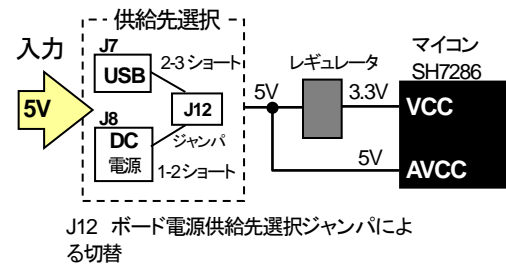 供給先選択
入力
5V
J7
USB
2-3ショート
J12
ジャンパ
J8
DC
電源
1-2ショート
5V
レギュレータ
3.3V
5V
マイコン
SH7286
VCC
AVCC
J12 ボード電源供給先選択ジャンパによ
る切替